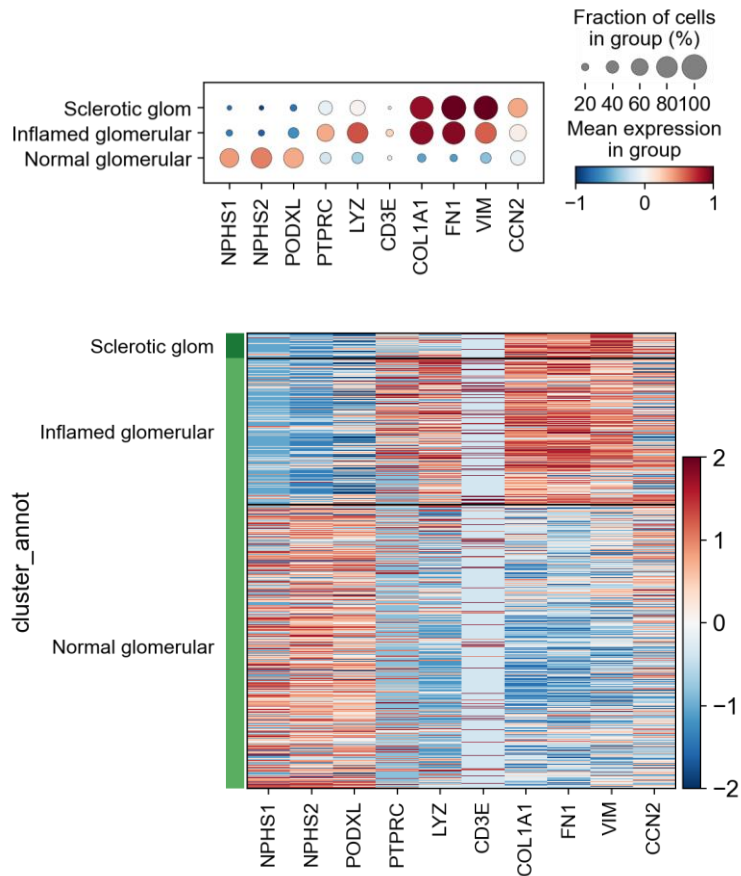 Fraction of cells
in group (%)
20 40 60 80 100
Mean expression
in group
−1 0 1
Sclerotic glom
Inflamed glomerular
Normal glomerular
NPHS1 NPHS2 PODXL PTPRC LYZ CD3E COL1A1 FN1 VIM CCN2
Sclerotic glom
Inflamed glomerular
Normal glomerular
cluster_annot
2
1
0
−1
−2
NPHS1 NPHS2 PODXL PTPRC LYZ CD3E COL1A1 FN1 VIM CCN2